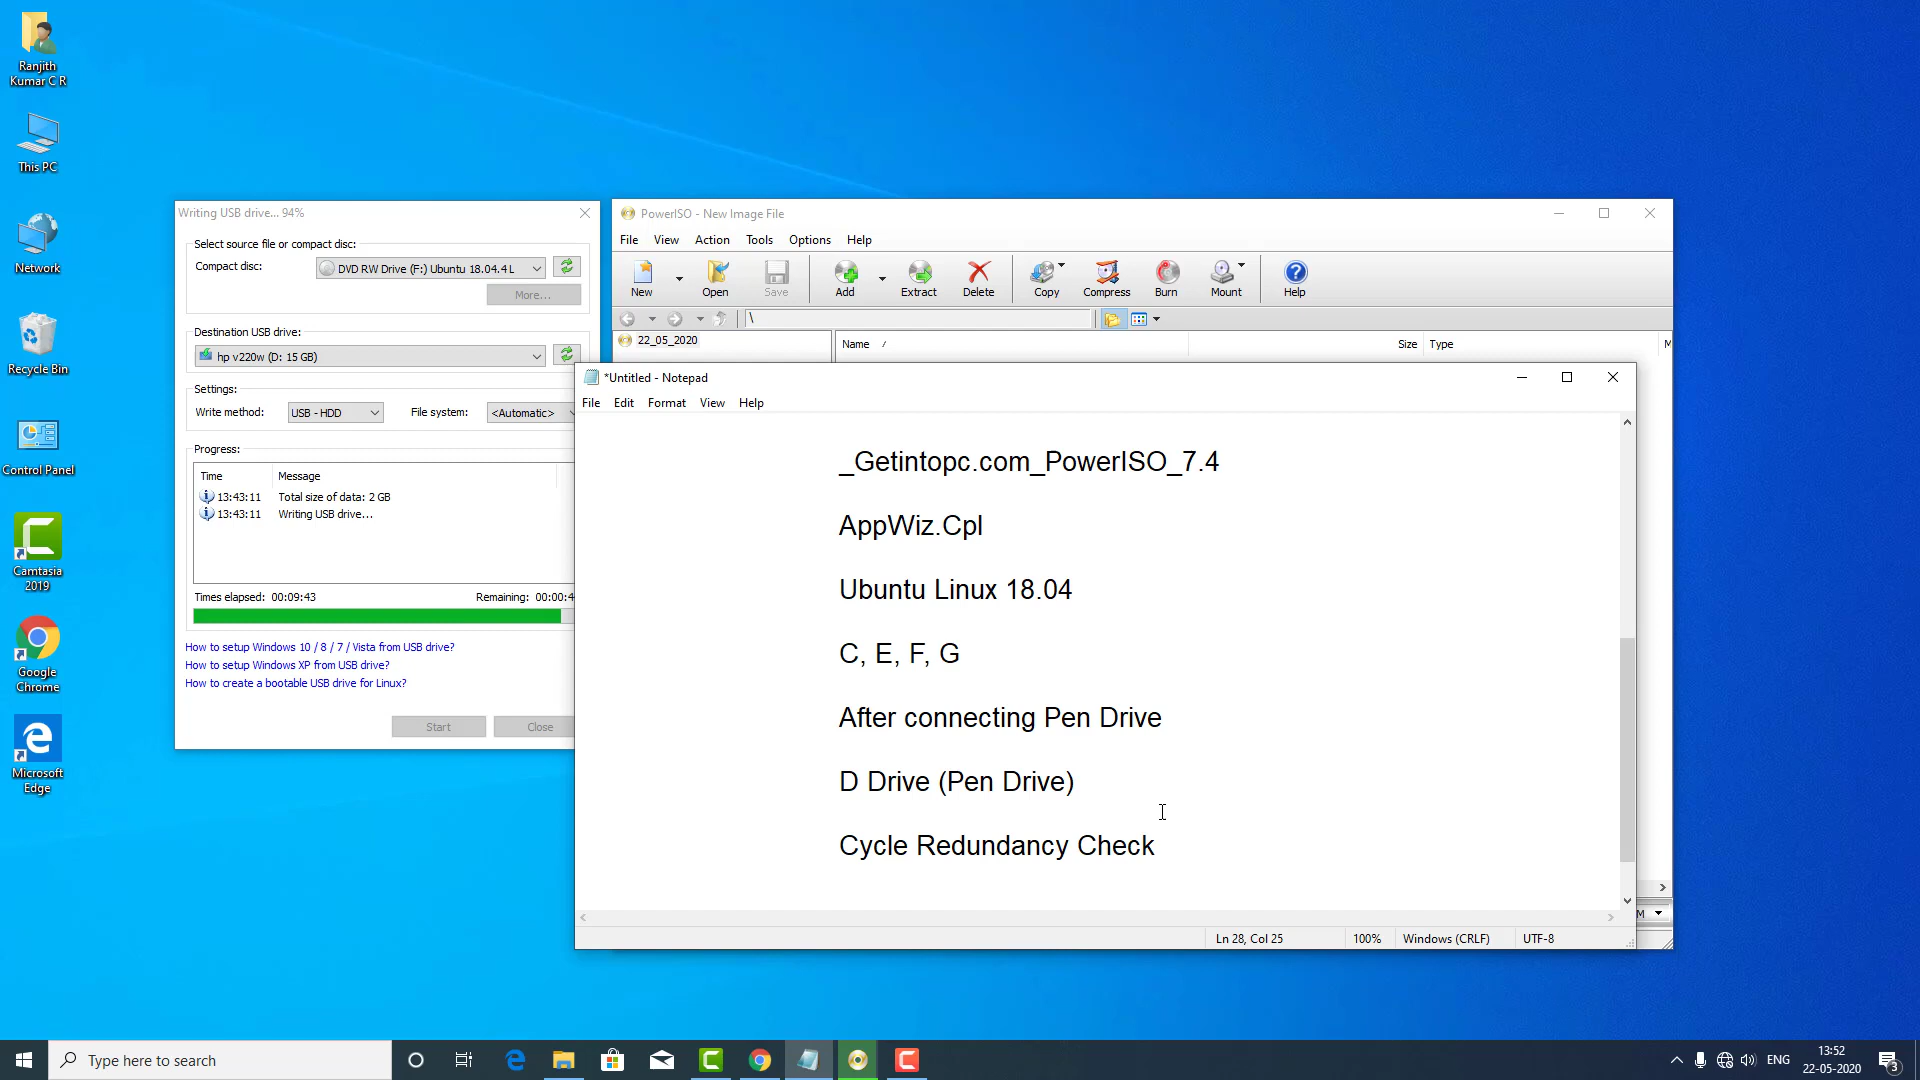 Ranjith
Kumar C R
This PC
Network
Recycle Bin
Control Panel
Camtasia
2019
Google
Chrome
Microsoft
Edge
Writing USB drive... 94%
Select source file or compact disc:
Compact disc:
DVD RW Drive (F:) Ubuntu 18.04.4 L
More...
Destination USB drive:
hp v220w (D: 15 GB)
Settings:
Write method:
USB - HDD
File system:
<Automatic>
Progress:
Time Message
13:43:11 Total size of data: 2 GB
13:43:11 Writing USB drive...
Times elapsed: 00:09:43
Remaining: 00:00:4
How to setup Windows 10 / 8 / 7 / Vista from USB drive?
How to setup Windows XP from USB drive?
How to create a bootable USB drive for Linux?
Start
Close
PowerISO - New Image File
File View Action Tools Options Help
New Open Save Add Extract Delete Copy Compress Burn Mount Help
\
22_05_2020
Name / Size Type M
*Untitled - Notepad
File Edit Format View Help
_Getintopc.com_PowerISO_7.4
AppWiz.Cpl
Ubuntu Linux 18.04
C, E, F, G
After connecting Pen Drive
D Drive (Pen Drive)
Cycle Redundancy Check
M
Ln 28, Col 25 100% Windows (CRLF) UTF-8
Type here to search
ENG
13:52
22-05-2020
3